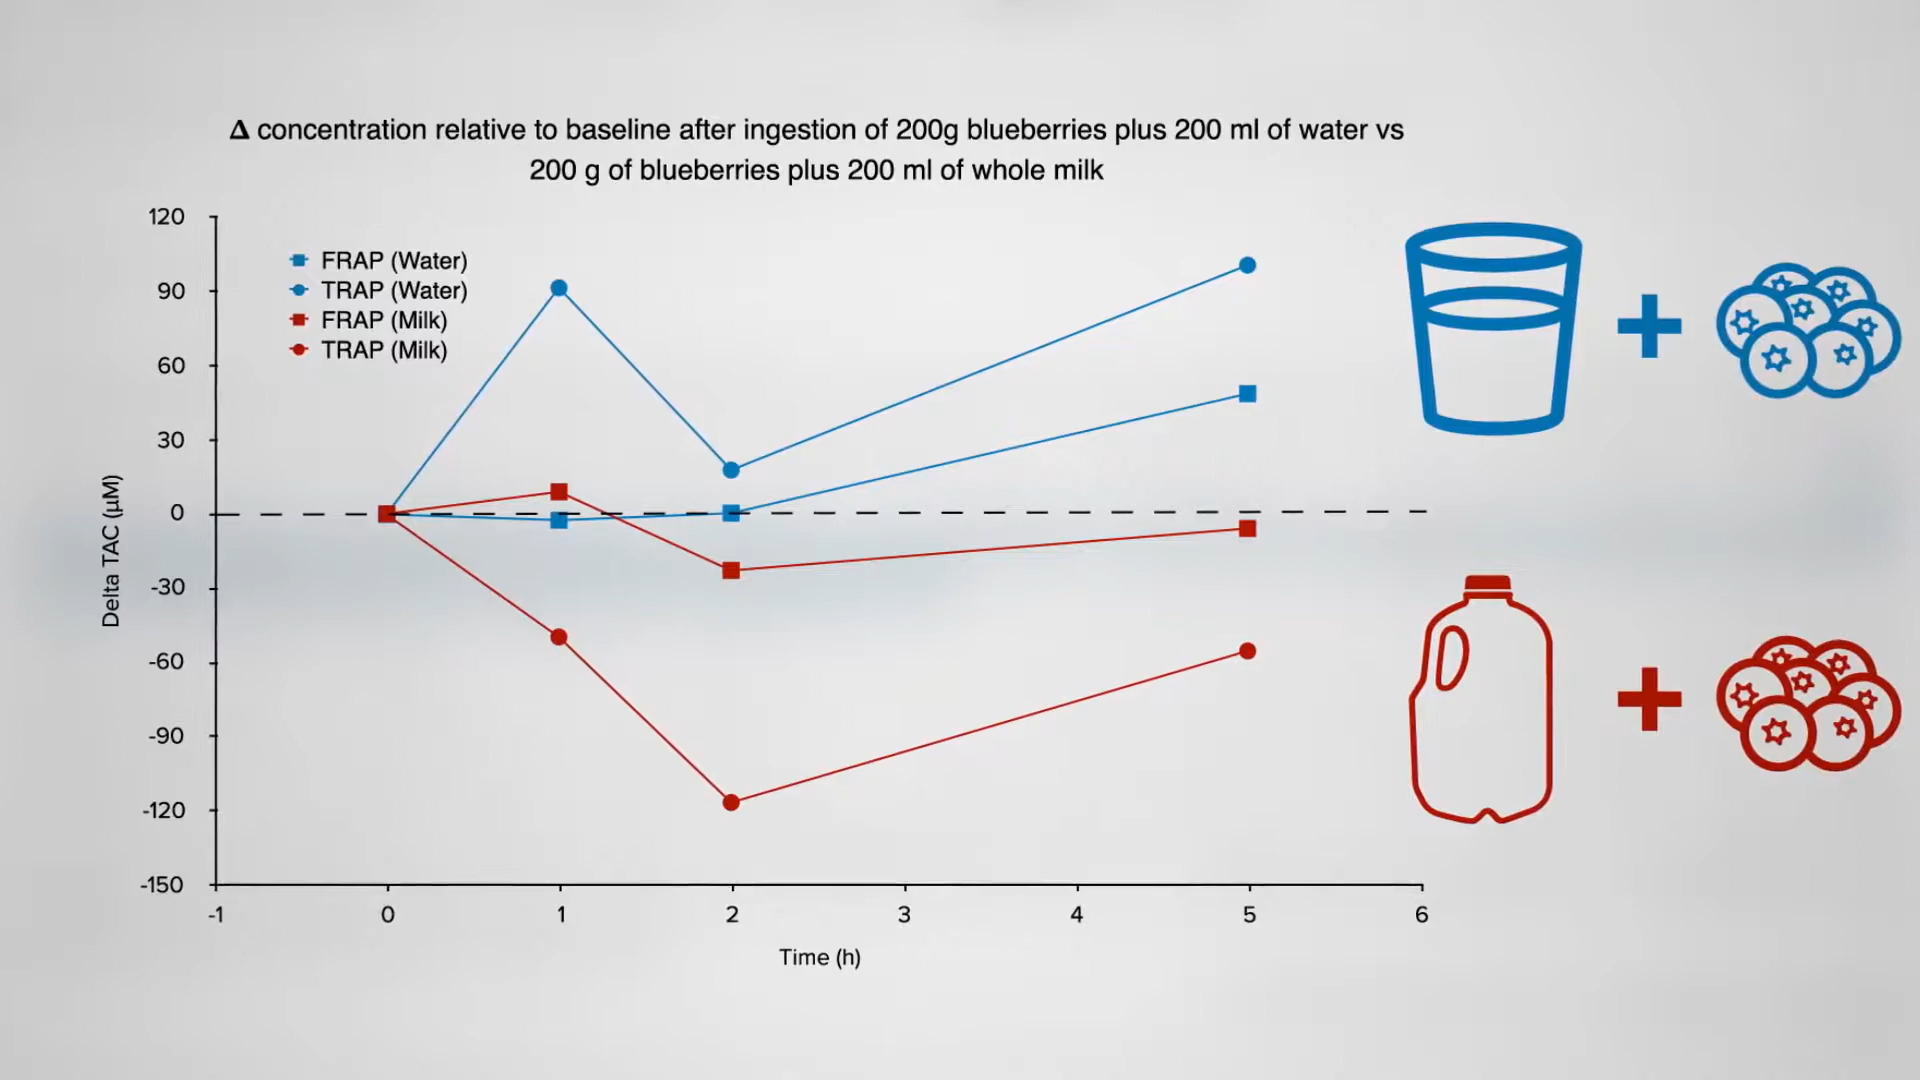 Δ concentration relative to baseline after ingestion of 200g blueberries plus 200 ml of water vs
200 g of blueberries plus 200 ml of whole milk
120
90
60
30
0
-30
-60
-90
-120
-150
FRAP (Water)
TRAP (Water)
FRAP (Milk)
TRAP (Milk)
Delta TAC (µM)
-1 0 1 2 3 4 5 6
Time (h)